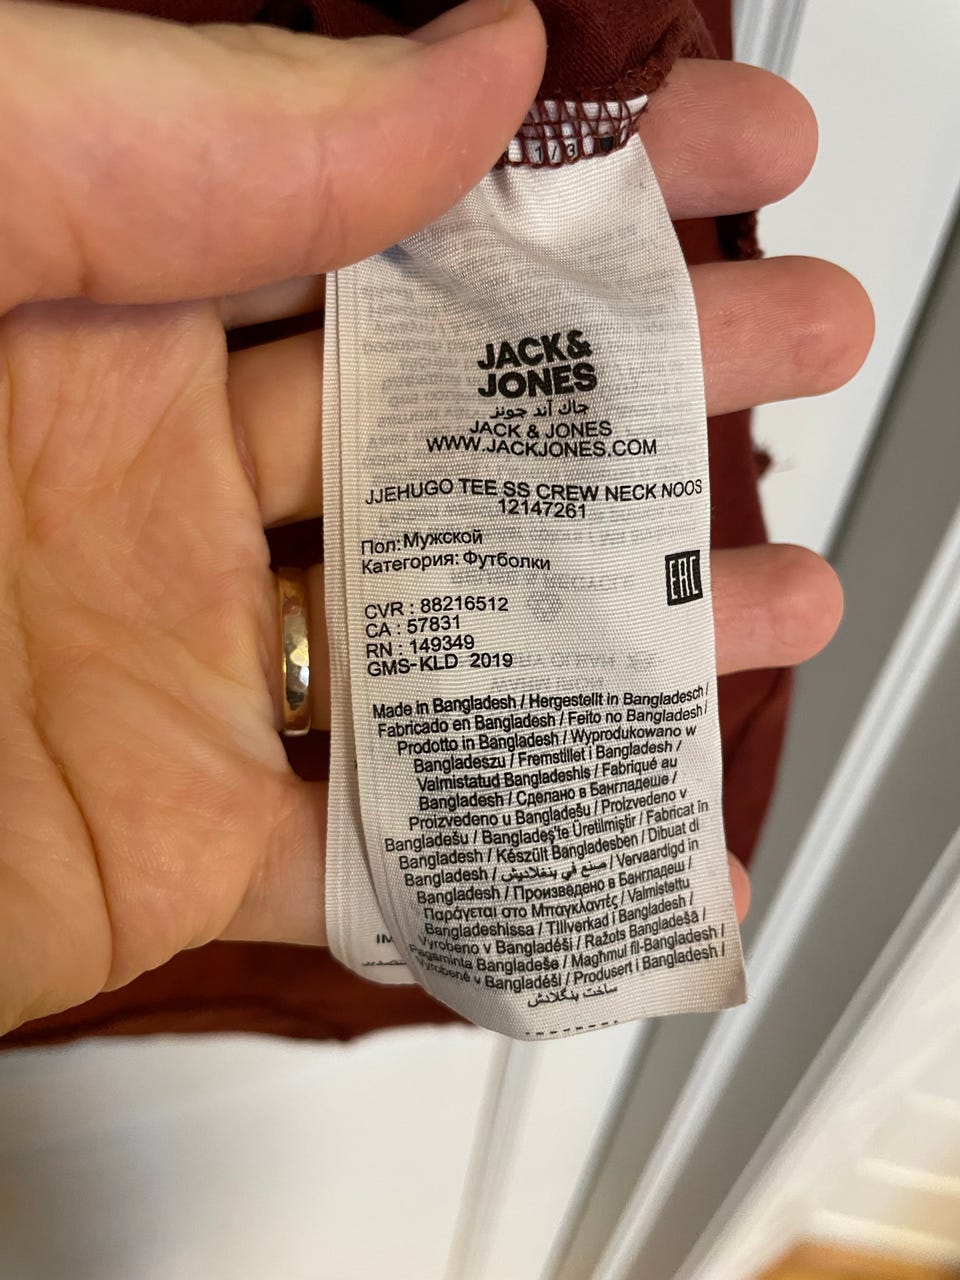 1 / 3
JACK&
JONES
جاك آند جونز
JACK & JONES
WWW.JACKJONES.COM
JJEHUGO TEE SS CREW NECK NOOS
12147261
Пол: Мужской
Категория: Футболки
EAC
CVR : 88216512
CA : 57831
RN : 149349
GMS-KLD 2019
Made in Bangladesh / Hergestellt in Bangladesch /
Fabricado en Bangladesh / Feito no Bangladesh /
Prodotto in Bangladesh / Wyprodukowano w
Bangladeszu / Fremstillet i Bangladesh /
Valmistatud Bangladeshis / Fabriqué au
Bangladesh / Сделано в Бангладеше /
Proizvedeno u Bangladešu / Proizvedeno v
Bangladešu / Bangladeş'te Üretilmiştir / Fabricat în
Bangladesh / Készült Bangladesben / Dibuat di
Bangladesh / صنع في بنغلاديش / Vervaardigd in
Bangladesh / Произведено в Бангладеш /
Παράγεται στο Μπαγκλαντές / Valmistettu
Bangladeshissa / Tillverkad i Bangladesh /
Vyrobeno v Bangladéši / Ražots Bangladešā /
Pagaminta Bangladeše / Magħmul fil-Bangladesh /
Vyrobené v Bangladéši / Produsert i Bangladesh /
ساخت بنگلادش
IM